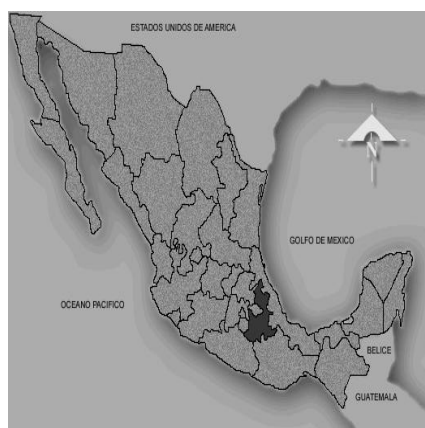 ESTADOS UNIDOS DE AMERICA
N
GOLFO DE MEXICO
OCEANO PACIFICO
BELICE
GUATEMALA